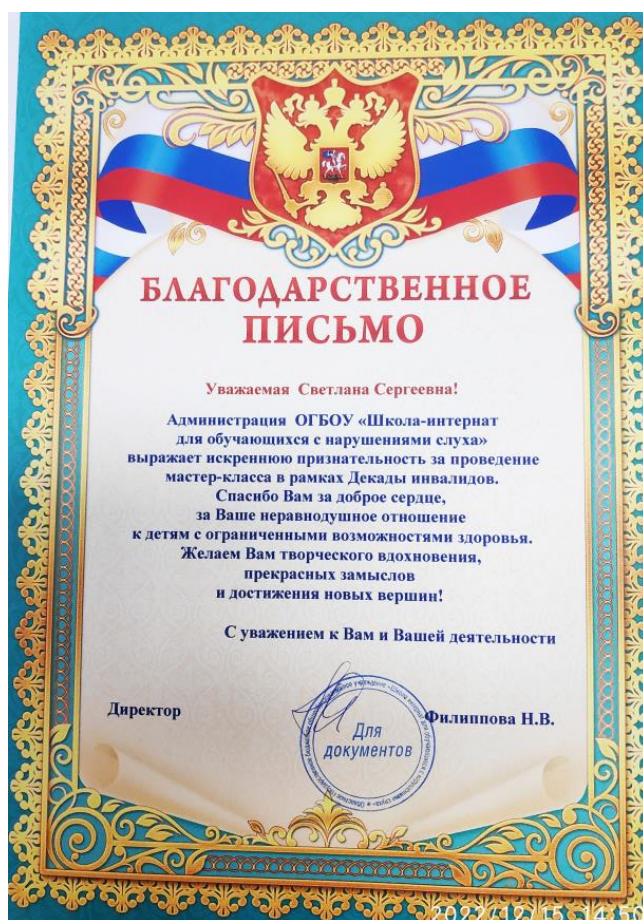 БЛАГОДАРСТВЕННОЕ
ПИСЬМО
Уважаемая Светлана Сергеевна!
Администрация ОГБОУ «Школа-интернат
для обучающихся с нарушениями слуха»
выражает искреннюю признательность за проведение
мастер-класса в рамках Декады инвалидов.
Спасибо Вам за доброе сердце,
за Ваше неравнодушное отношение
к детям с ограниченными возможностями здоровья.
Желаем Вам творческого вдохновения,
прекрасных замыслов
и достижения новых вершин!
С уважением к Вам и Вашей деятельности
Директор
Филиппова Н.В.
Для
документов